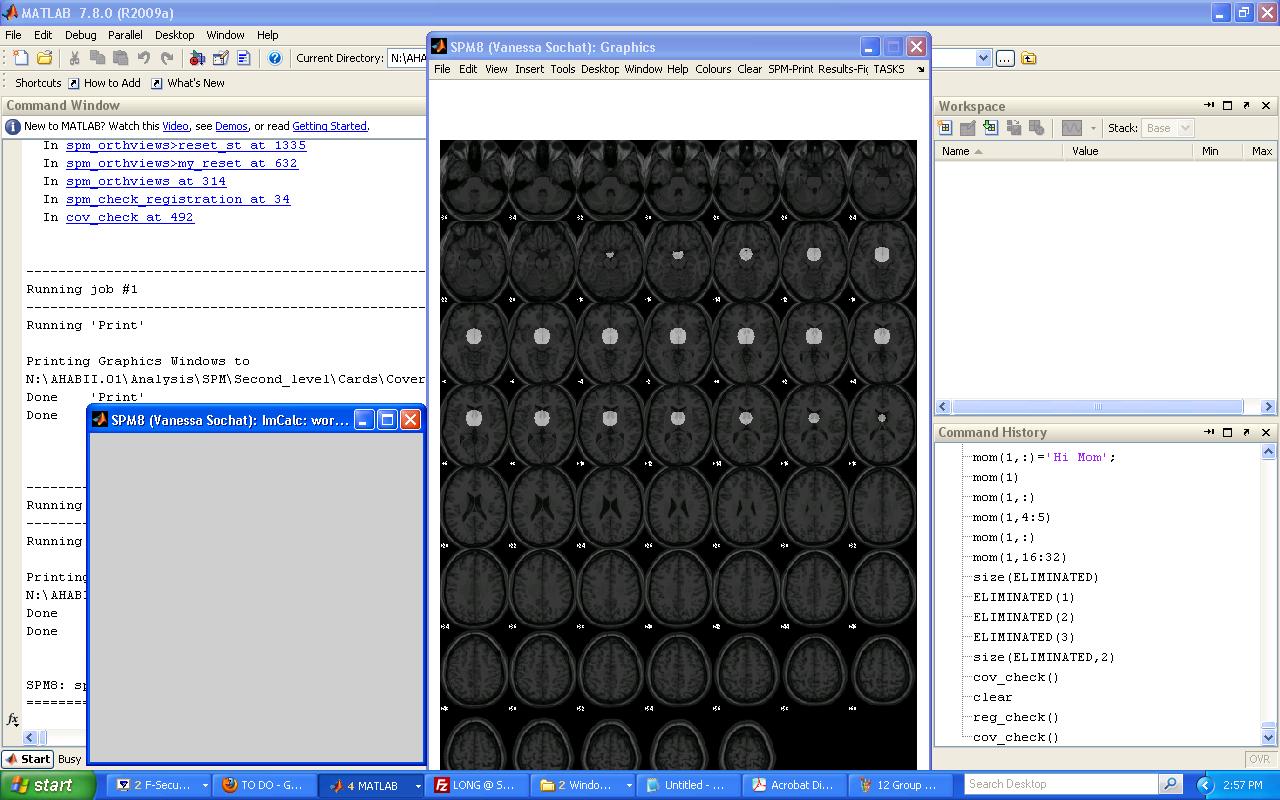 MATLAB 7.8.0 (R2009a)
File Edit Debug Parallel Desktop Window Help
Current Directory: N:\AHA
Shortcuts How to Add What's New
Command Window
New to MATLAB? Watch this Video, see Demos, or read Getting Started.
In spm_orthviews>reset_st at 1335
In spm_orthviews>my_reset at 632
In spm_orthviews at 314
In spm_check_registration at 34
In cov_check at 492
------------------------------------------------------
Running job #1
------------------------------------------------------
Running 'Print'
Printing Graphics Windows to
N:\AHABII.01\Analysis\SPM\Second_level\Cards\Cover
Done 'Print'
Done
Running
Running
Printing
N:\AHABI
Done
Done
SPM8: sp
========
Start Busy
SPM8 (Vanessa Sochat): ImCalc: wor...
SPM8 (Vanessa Sochat): Graphics
File Edit View Insert Tools Desktop Window Help Colours Clear SPM-Print Results-Fig TASKS
Workspace
Stack: Base
Name Value Min Max
Command History
mom(1,:)='Hi Mom';
mom(1)
mom(1,:)
mom(1,4:5)
mom(1,:)
mom(1,16:32)
size(ELIMINATED)
ELIMINATED(1)
ELIMINATED(2)
ELIMINATED(3)
size(ELIMINATED,2)
cov_check()
clear
reg_check()
cov_check()
OVR
start 2 F-Secu... TO DO - G... 4 MATLAB LONG @ S... 2 Windo... Untitled - ... Acrobat Di... 12 Group ... Search Desktop 2:57 PM